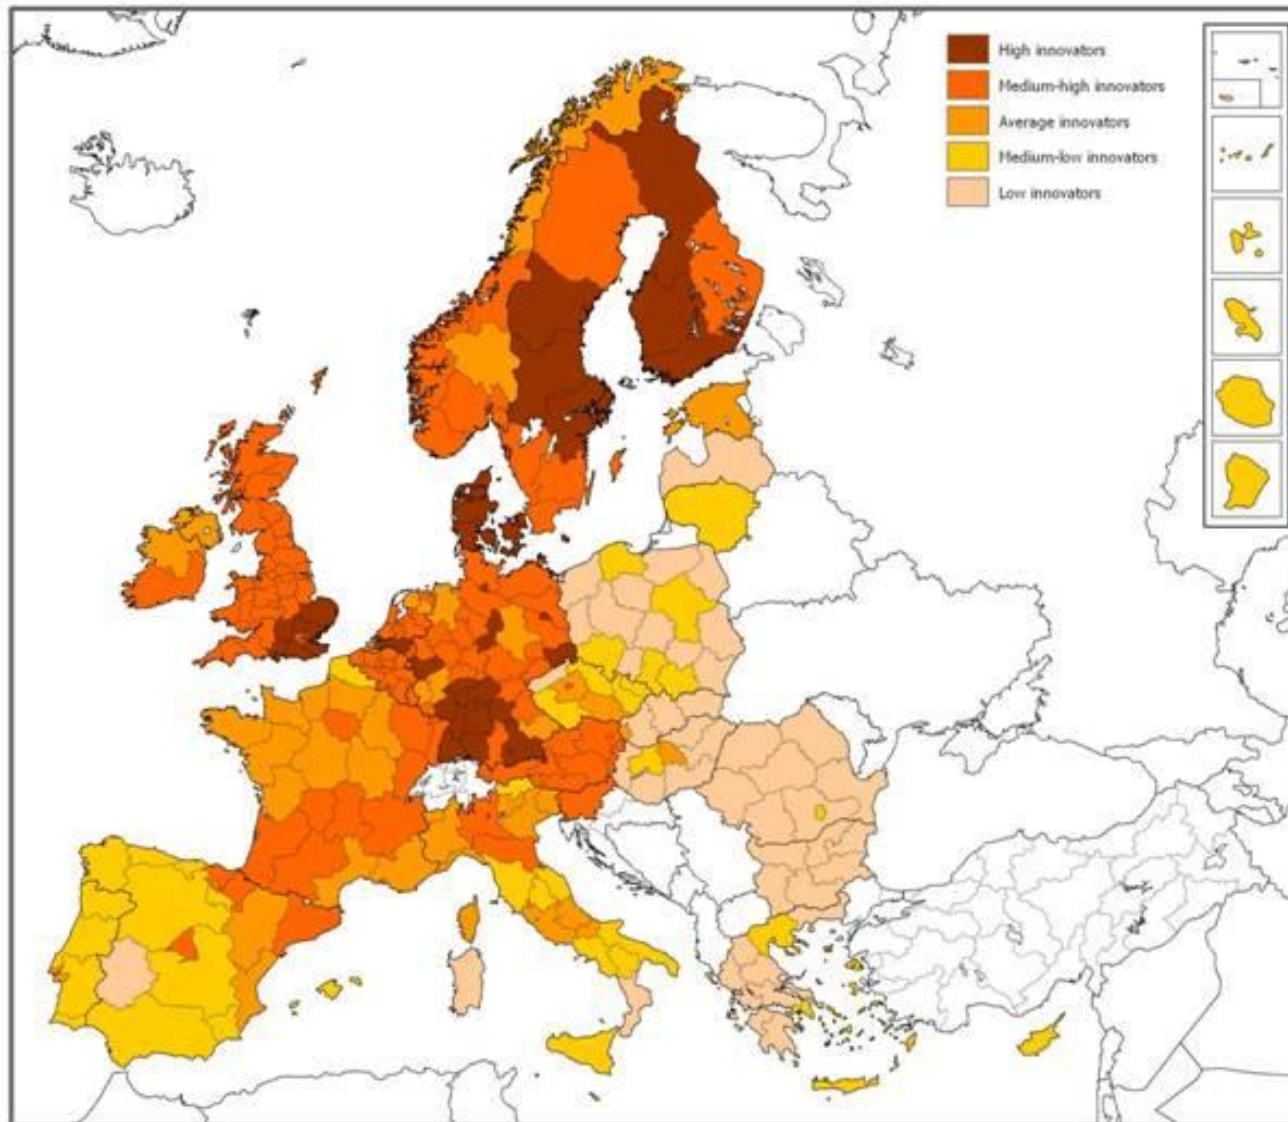 High innovators
Medium-high innovators
Average innovators
Medium-low innovators
Low innovators